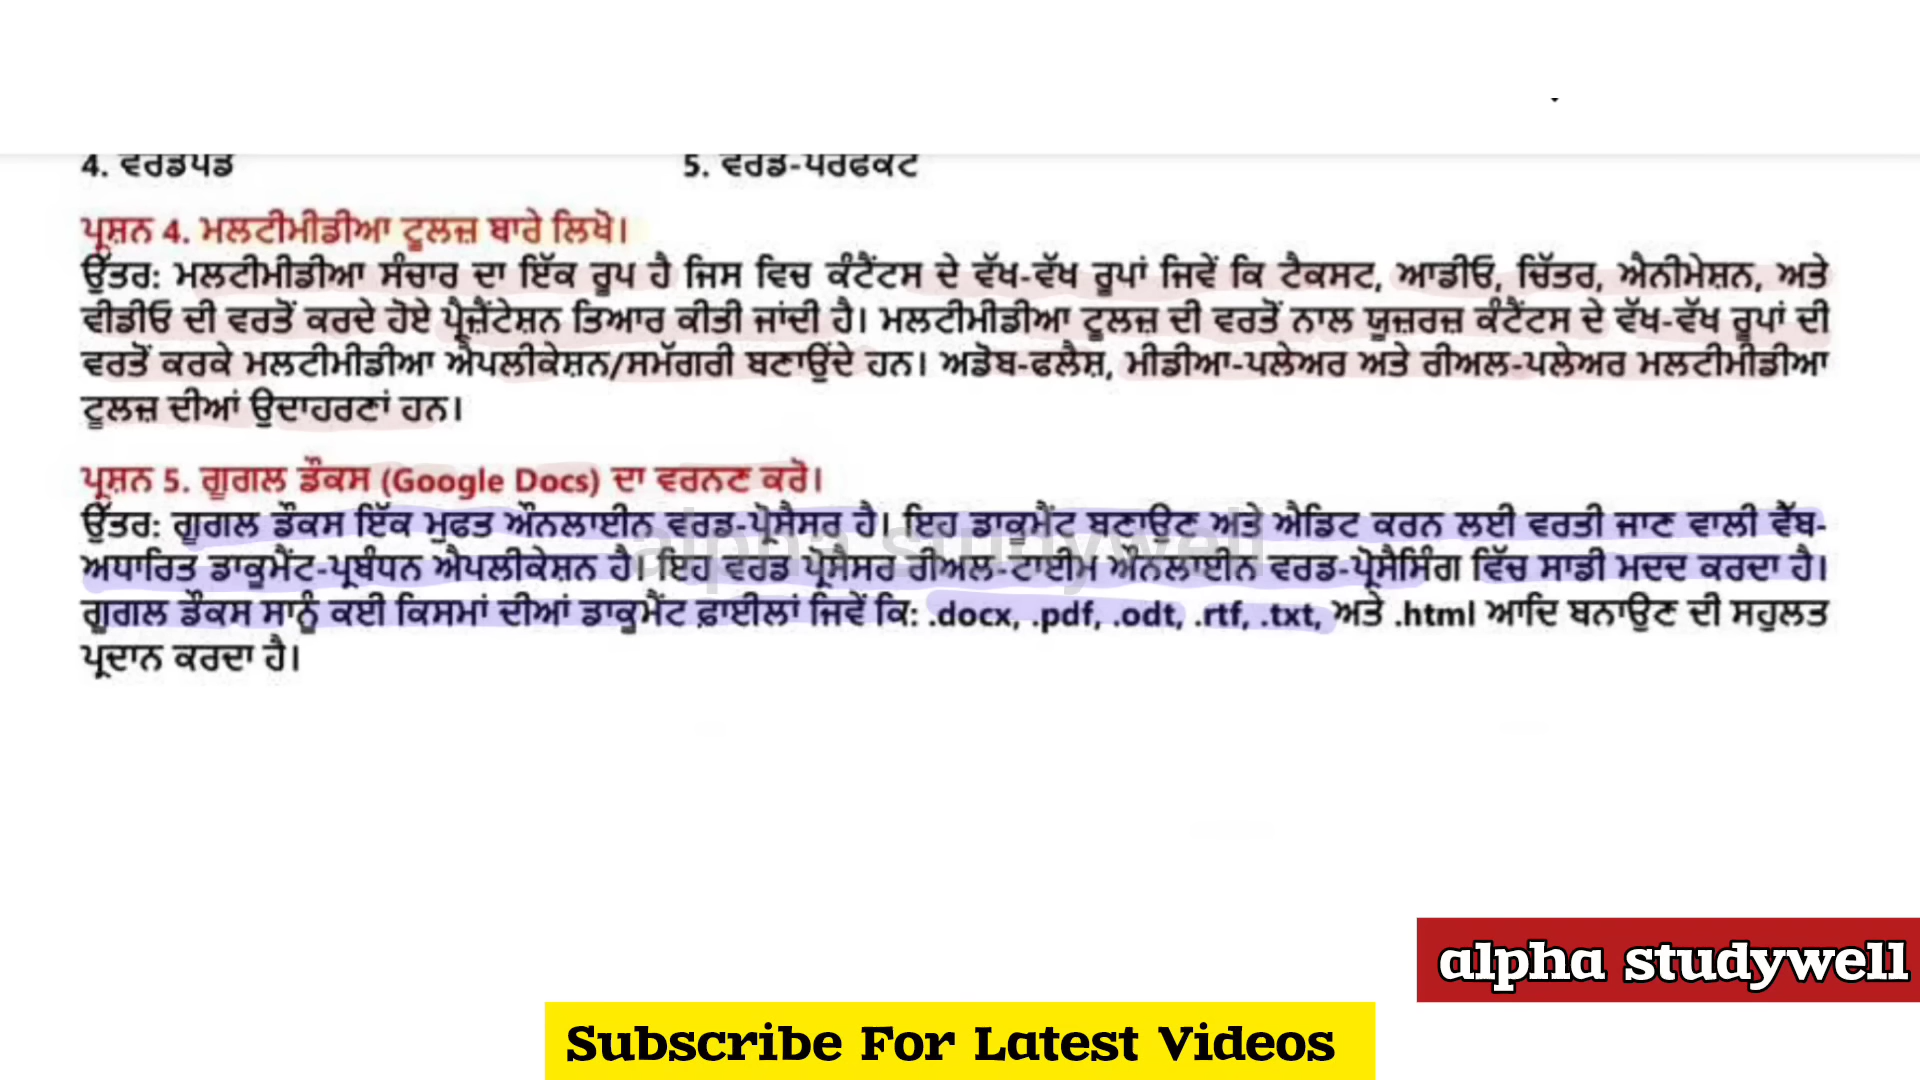 4. ਵਰਡਪੈਡ
5. ਵਰਡ-ਪਰਫੈਕਟ
ਪ੍ਰਸ਼ਨ 4. ਮਲਟੀਮੀਡੀਆ ਟੂਲਜ਼ ਬਾਰੇ ਲਿਖੋ।
ਉੱਤਰ: ਮਲਟੀਮੀਡੀਆ ਸੰਚਾਰ ਦਾ ਇੱਕ ਰੂਪ ਹੈ ਜਿਸ ਵਿਚ ਕੰਟੈਂਟਸ ਦੇ ਵੱਖ-ਵੱਖ ਰੂਪਾਂ ਜਿਵੇਂ ਕਿ ਟੈਕਸਟ, ਆਡੀਓ, ਚਿੱਤਰ, ਐਨੀਮੇਸ਼ਨ, ਅਤੇ
ਵੀਡੀਓ ਦੀ ਵਰਤੋਂ ਕਰਦੇ ਹੋਏ ਪ੍ਰੈਜ਼ੈਂਟੇਸ਼ਨ ਤਿਆਰ ਕੀਤੀ ਜਾਂਦੀ ਹੈ। ਮਲਟੀਮੀਡੀਆ ਟੂਲਜ਼ ਦੀ ਵਰਤੋਂ ਨਾਲ ਯੂਜ਼ਰਜ਼ ਕੰਟੈਂਟਸ ਦੇ ਵੱਖ-ਵੱਖ ਰੂਪਾਂ ਦੀ
ਵਰਤੋਂ ਕਰਕੇ ਮਲਟੀਮੀਡੀਆ ਐਪਲੀਕੇਸ਼ਨ/ਸਮੱਗਰੀ ਬਣਾਉਂਦੇ ਹਨ। ਅਡੋਬ-ਫਲੈਸ਼, ਮੀਡੀਆ-ਪਲੇਅਰ ਅਤੇ ਰੀਅਲ-ਪਲੇਅਰ ਮਲਟੀਮੀਡੀਆ
ਟੂਲਜ਼ ਦੀਆਂ ਉਦਾਹਰਣਾਂ ਹਨ।
ਪ੍ਰਸ਼ਨ 5. ਗੂਗਲ ਡੌਕਸ (Google Docs) ਦਾ ਵਰਨਣ ਕਰੋ।
ਉੱਤਰ: ਗੂਗਲ ਡੌਕਸ ਇੱਕ ਮੁਫਤ ਔਨਲਾਈਨ ਵਰਡ-ਪ੍ਰੋਸੈਸਰ ਹੈ। ਇਹ ਡਾਕੂਮੈਂਟ ਬਣਾਉਣ ਅਤੇ ਐਡਿਟ ਕਰਨ ਲਈ ਵਰਤੀ ਜਾਣ ਵਾਲੀ ਵੈੱਬ-
ਅਧਾਰਿਤ ਡਾਕੂਮੈਂਟ-ਪ੍ਰਬੰਧਨ ਐਪਲੀਕੇਸ਼ਨ ਹੈ। ਇਹ ਵਰਡ ਪ੍ਰੋਸੈਸਰ ਰੀਅਲ-ਟਾਈਮ ਔਨਲਾਈਨ ਵਰਡ-ਪ੍ਰੋਸੈਸਿੰਗ ਵਿੱਚ ਸਾਡੀ ਮਦਦ ਕਰਦਾ ਹੈ।
ਗੂਗਲ ਡੌਕਸ ਸਾਨੂੰ ਕਈ ਕਿਸਮਾਂ ਦੀਆਂ ਡਾਕੂਮੈਂਟ ਫ਼ਾਈਲਾਂ ਜਿਵੇਂ ਕਿ: .docx, .pdf, .odt, .rtf, .txt, ਅਤੇ .html ਆਦਿ ਬਨਾਉਣ ਦੀ ਸਹੂਲਤ
ਪ੍ਰਦਾਨ ਕਰਦਾ ਹੈ।
alpha studywell
alpha studywell
Subscribe For Latest Videos